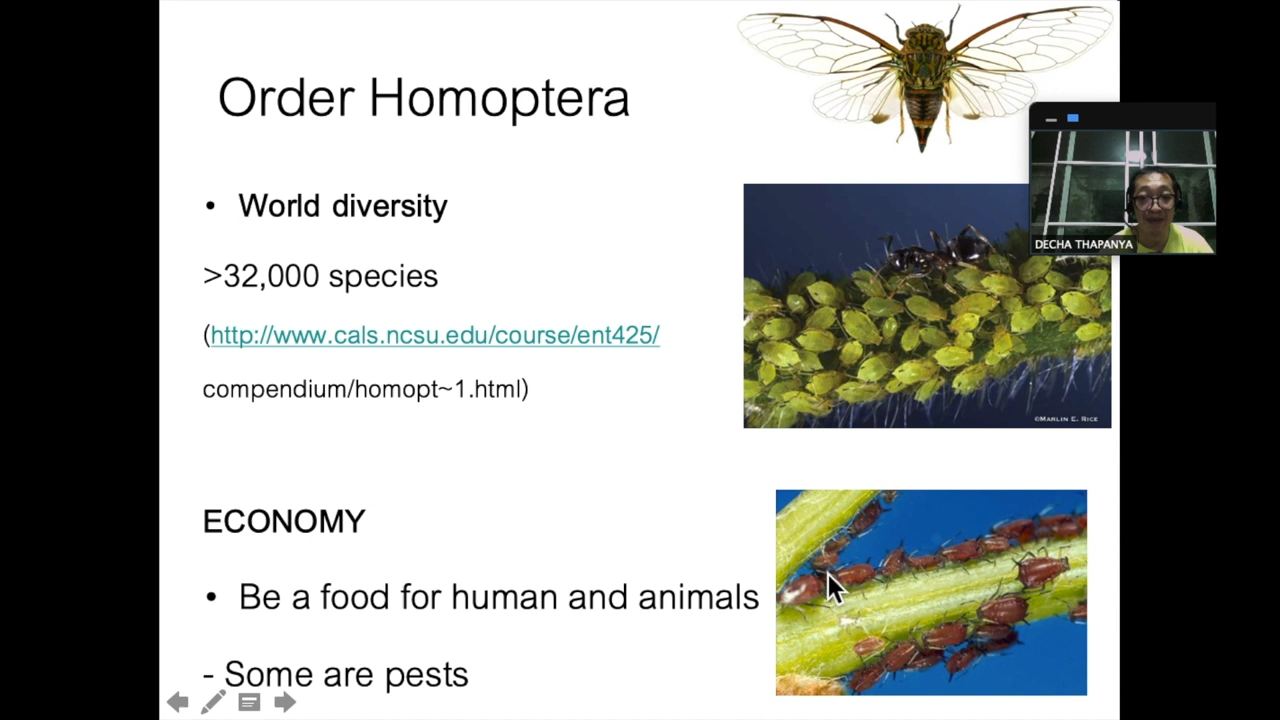 Order Homoptera
• World diversity
>32,000 species
(http://www.cals.ncsu.edu/course/ent425/
compendium/homopt~1.html)
ECONOMY
• Be a food for human and animals
- Some are pests
DECHA THAPANYA
©MARLIN E. RICE